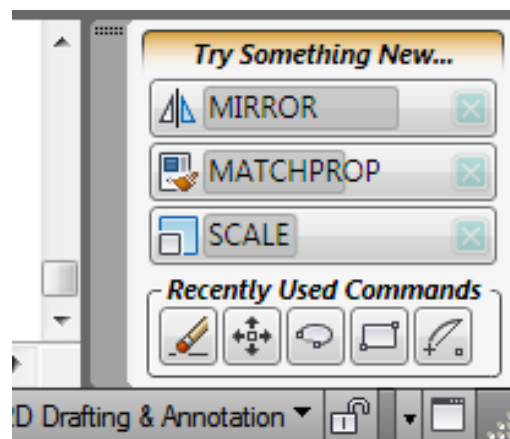 Try Something New...
MIRROR
MATCHPROP
SCALE
Recently Used Commands
D Drafting & Annotation